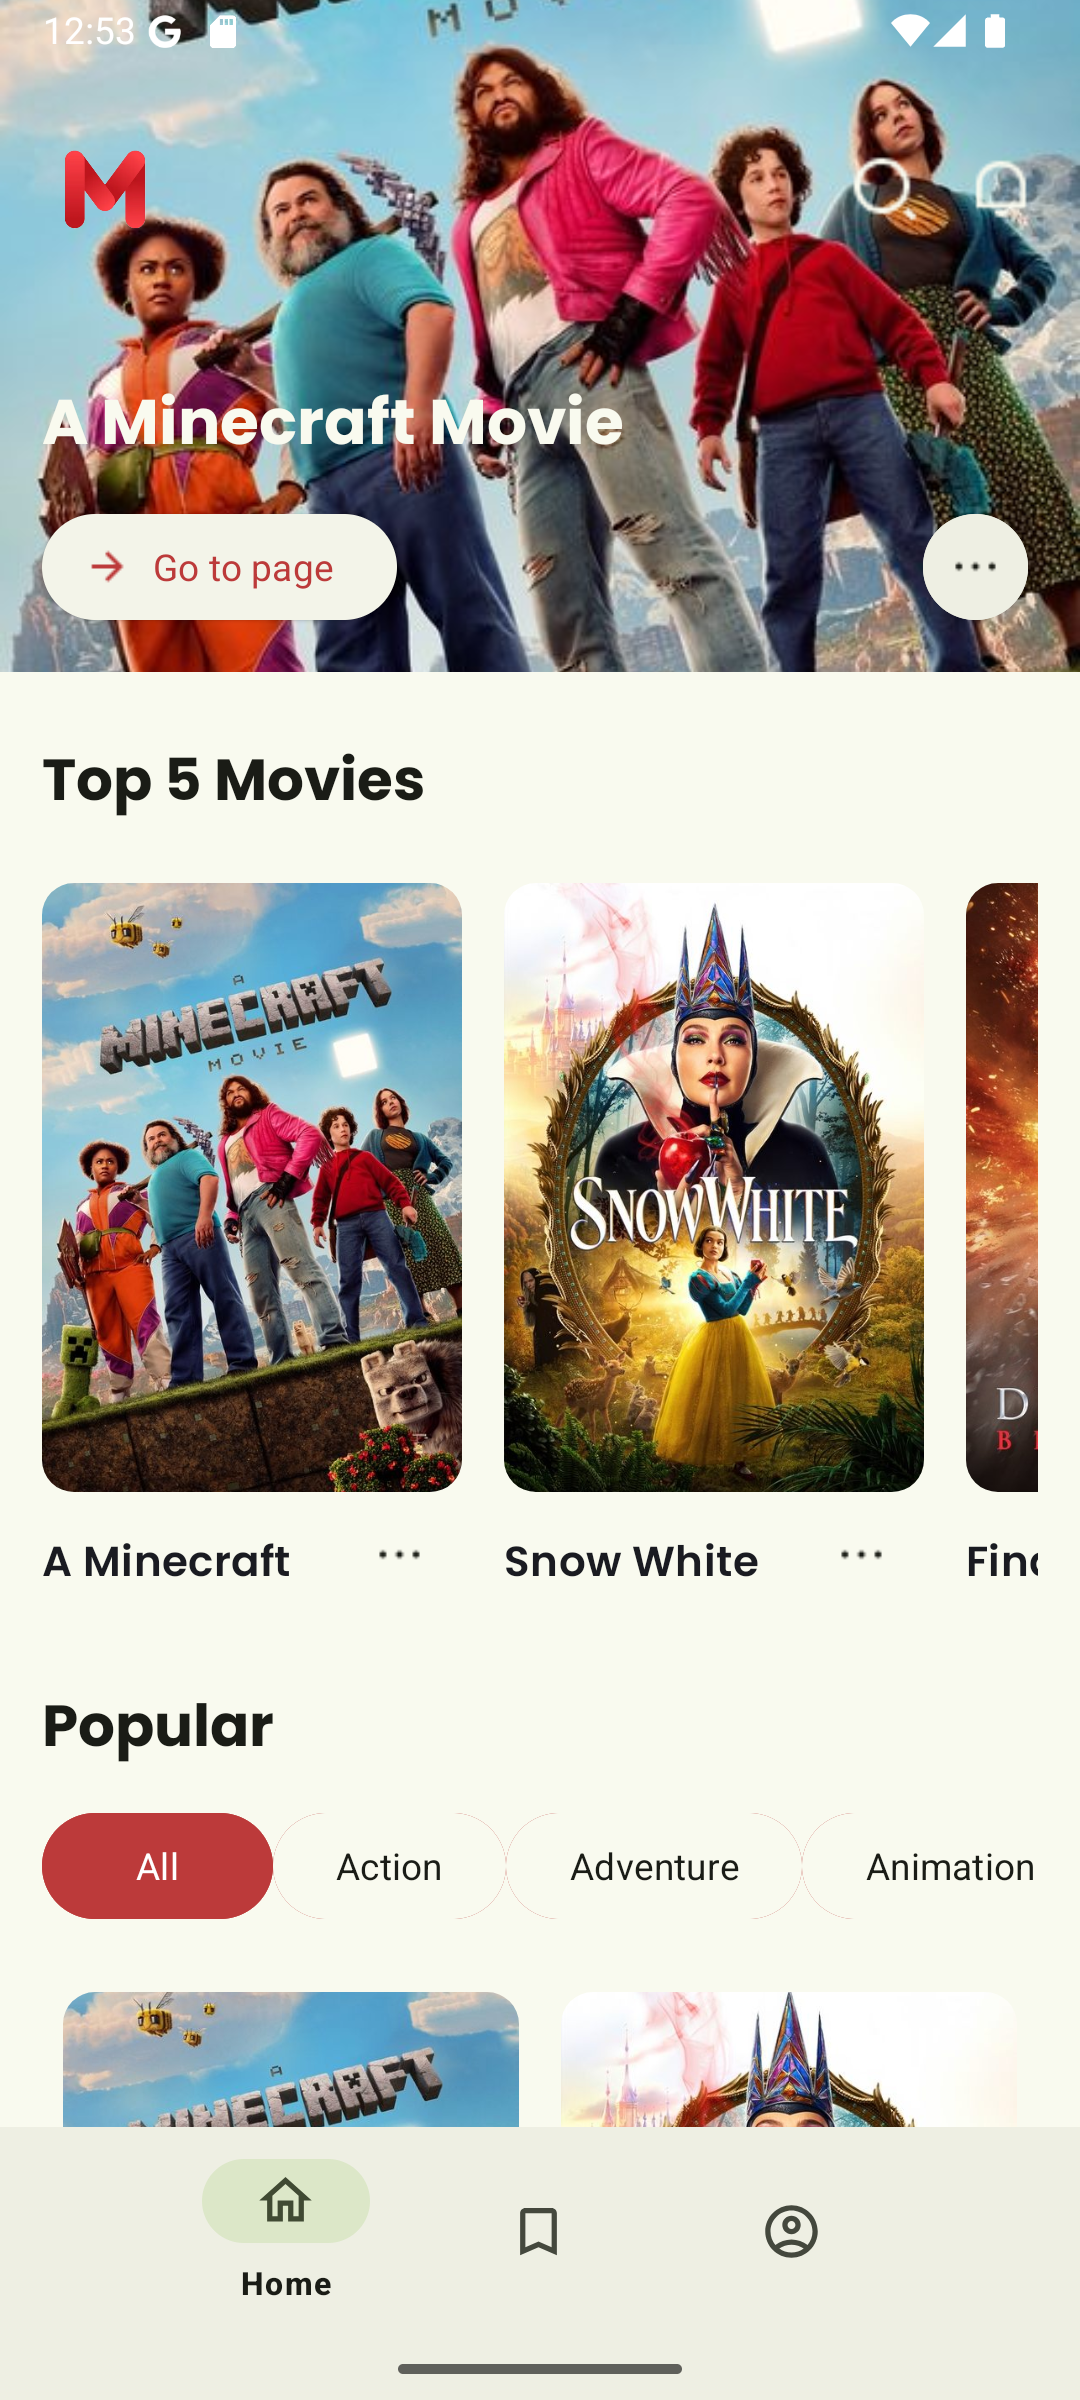 12:53
M O V
M
A Minecraft Movie
Go to page
Top 5 Movies
A
MINECRAFT
MOVIE
SNOW WHITE
D
B
A Minecraft
Snow White
Popular
All
Action
Adventure
Animation
A
MINECRAFT
Home